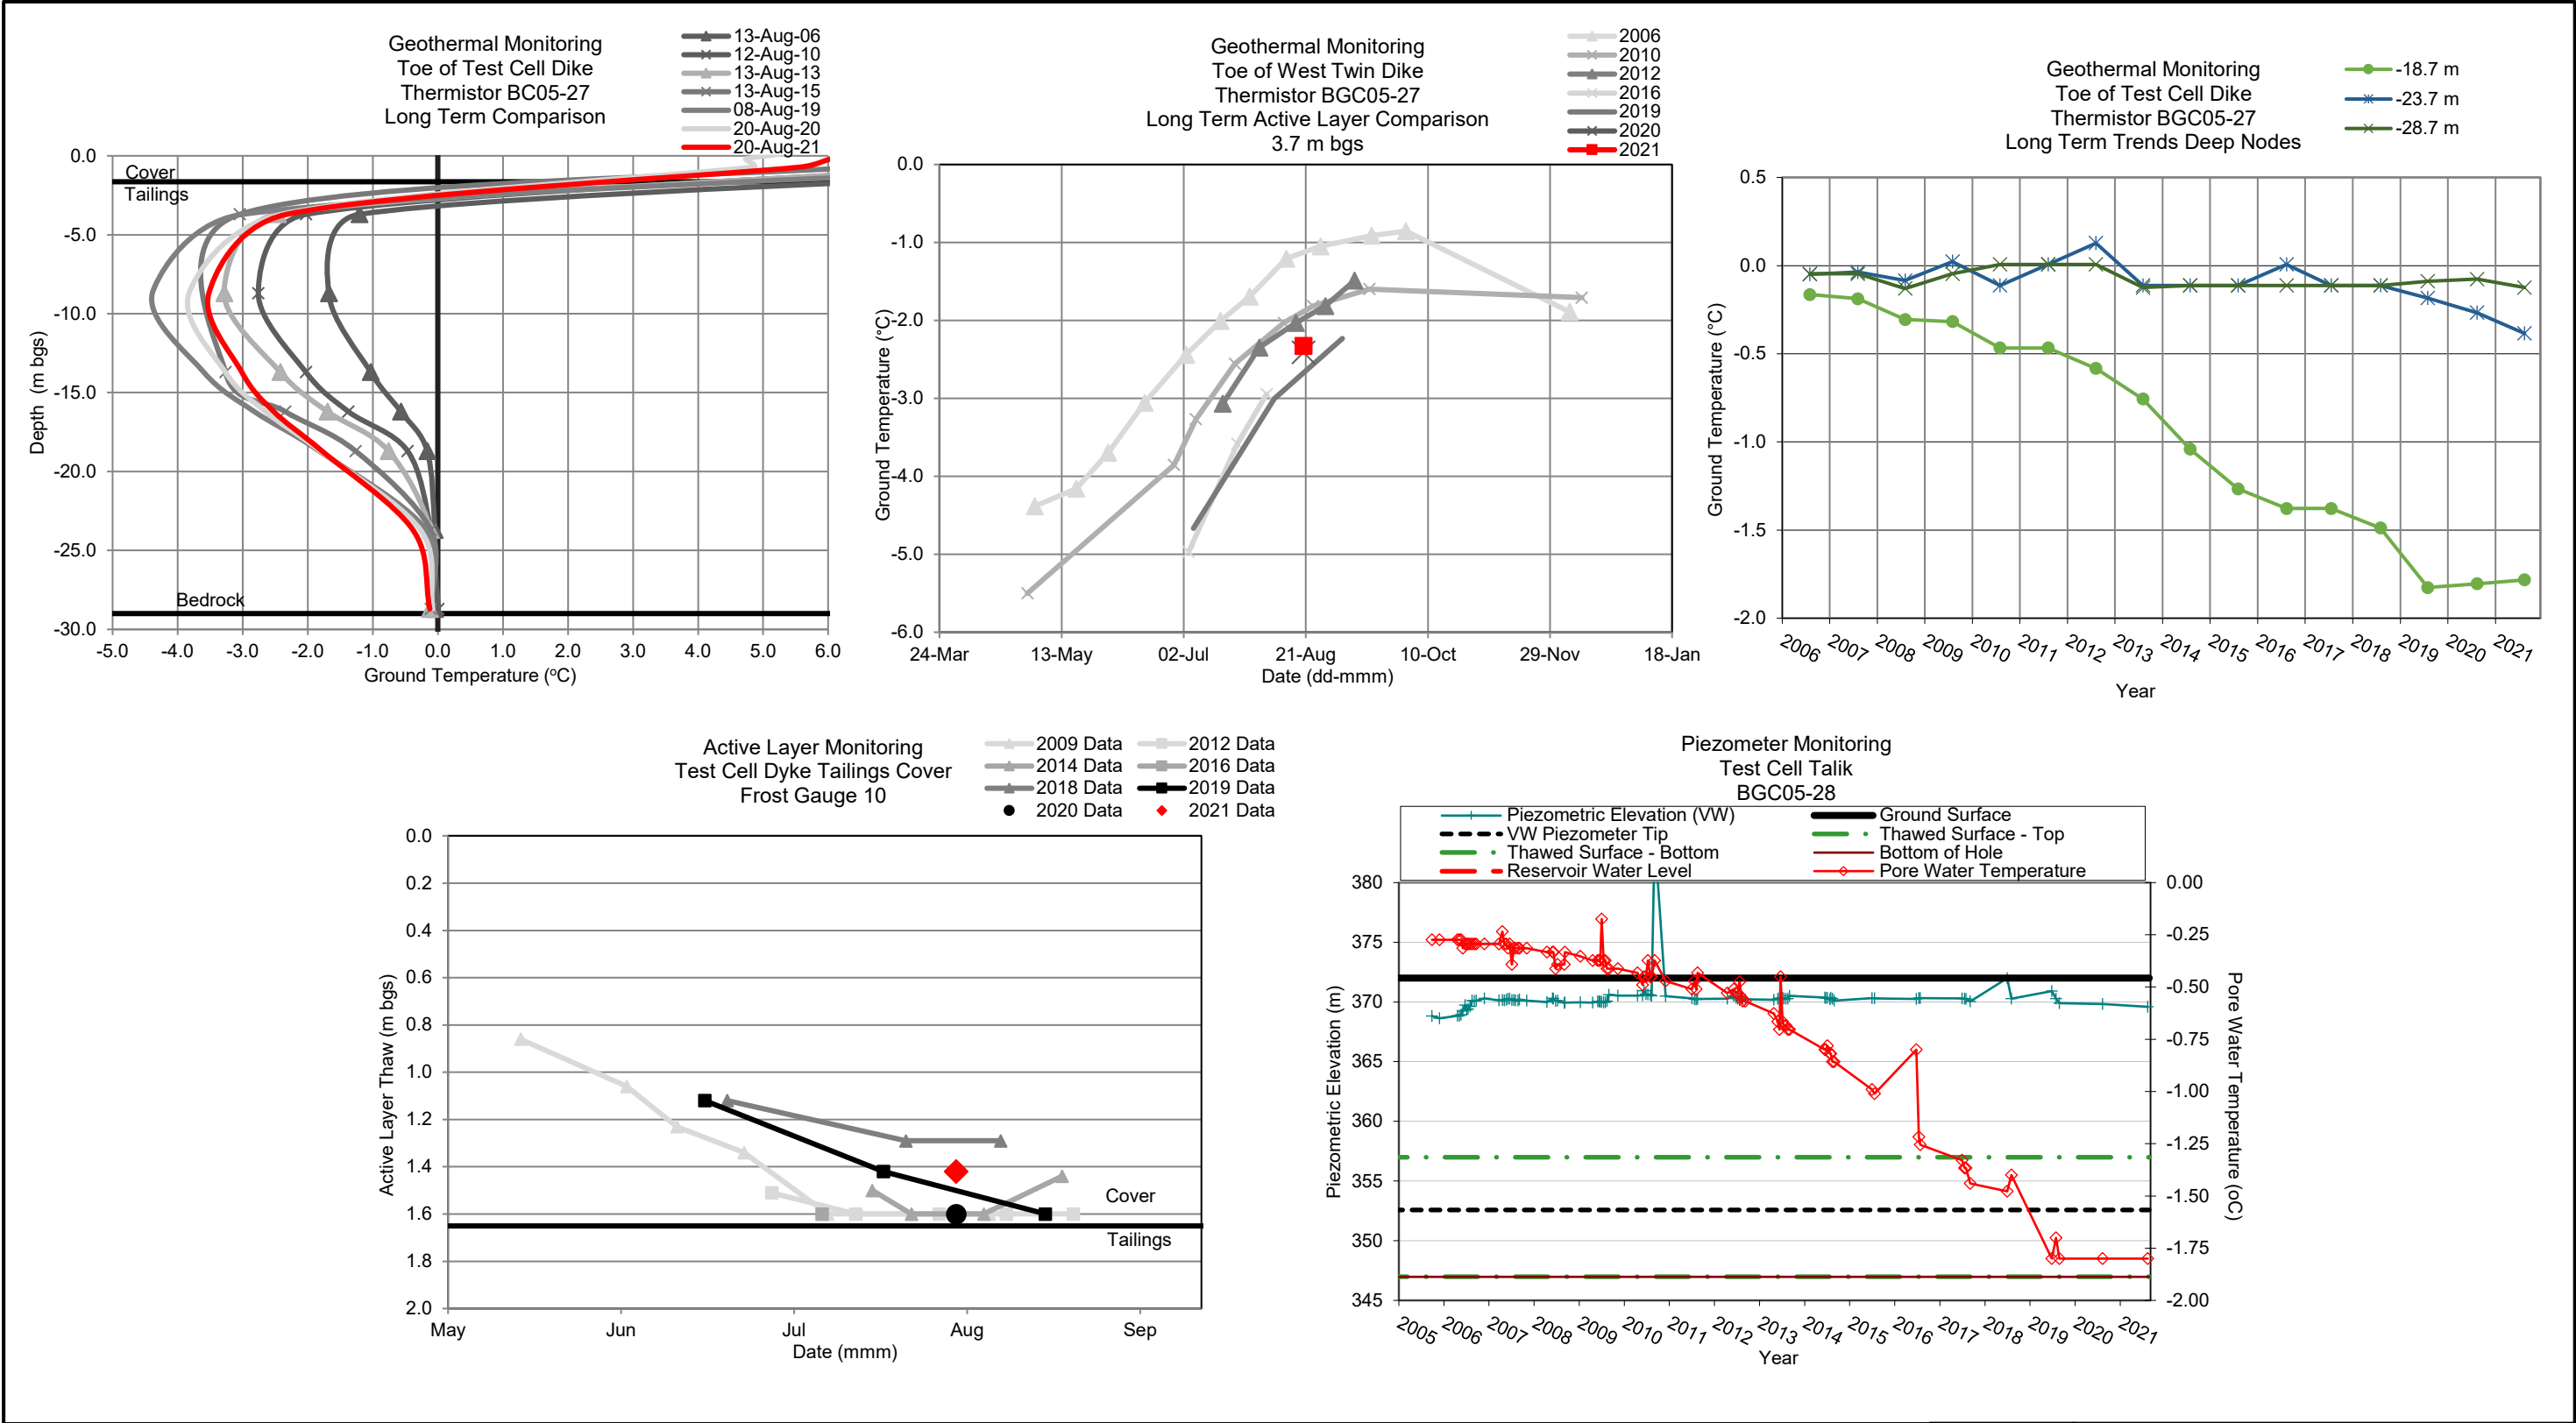 Geothermal Monitoring
Toe of Test Cell Dike
Thermistor BC05-27
Long Term Comparison
13-Aug-06
12-Aug-10
13-Aug-13
13-Aug-15
08-Aug-19
20-Aug-20
20-Aug-21
0.0
-5.0
-10.0
-15.0
-20.0
-25.0
-30.0
Depth (m bgs)
Cover
Tailings
Bedrock
-5.0 -4.0 -3.0 -2.0 -1.0 0.0 1.0 2.0 3.0 4.0 5.0 6.0
Ground Temperature (°C)
Geothermal Monitoring
Toe of West Twin Dike
Thermistor BGC05-27
Long Term Active Layer Comparison
3.7 m bgs
2006
2010
2012
2016
2019
2020
2021
0.0
-1.0
-2.0
-3.0
-4.0
-5.0
-6.0
Ground Temperature (°C)
24-Mar 13-May 02-Jul 21-Aug 10-Oct 29-Nov 18-Jan
Date (dd-mmm)
Geothermal Monitoring
Toe of Test Cell Dike
Thermistor BGC05-27
Long Term Trends Deep Nodes
-18.7 m
-23.7 m
-28.7 m
0.5
0.0
-0.5
-1.0
-1.5
-2.0
Ground Temperature (°C)
2006 2007 2008 2009 2010 2011 2012 2013 2014 2015 2016 2017 2018 2019 2020 2021
Year
Active Layer Monitoring
Test Cell Dyke Tailings Cover
Frost Gauge 10
2009 Data 2012 Data
2014 Data 2016 Data
2018 Data 2019 Data
2020 Data 2021 Data
0.0
0.2
0.4
0.6
0.8
1.0
1.2
1.4
1.6
1.8
2.0
Active Layer Thaw (m bgs)
Cover
Tailings
May Jun Jul Aug Sep
Date (mmm)
Piezometer Monitoring
Test Cell Talik
BGC05-28
Piezometric Elevation (VW) Ground Surface
VW Piezometer Tip Thawed Surface - Top
Thawed Surface - Bottom Bottom of Hole
Reservoir Water Level Pore Water Temperature
380
375
370
365
360
355
350
345
Piezometric Elevation (m)
0.00
-0.25
-0.50
-0.75
-1.00
-1.25
-1.50
-1.75
-2.00
Pore Water Temperature (oC)
2005 2006 2007 2008 2009 2010 2011 2012 2013 2014 2015 2016 2017 2018 2019 2020 2021
Year